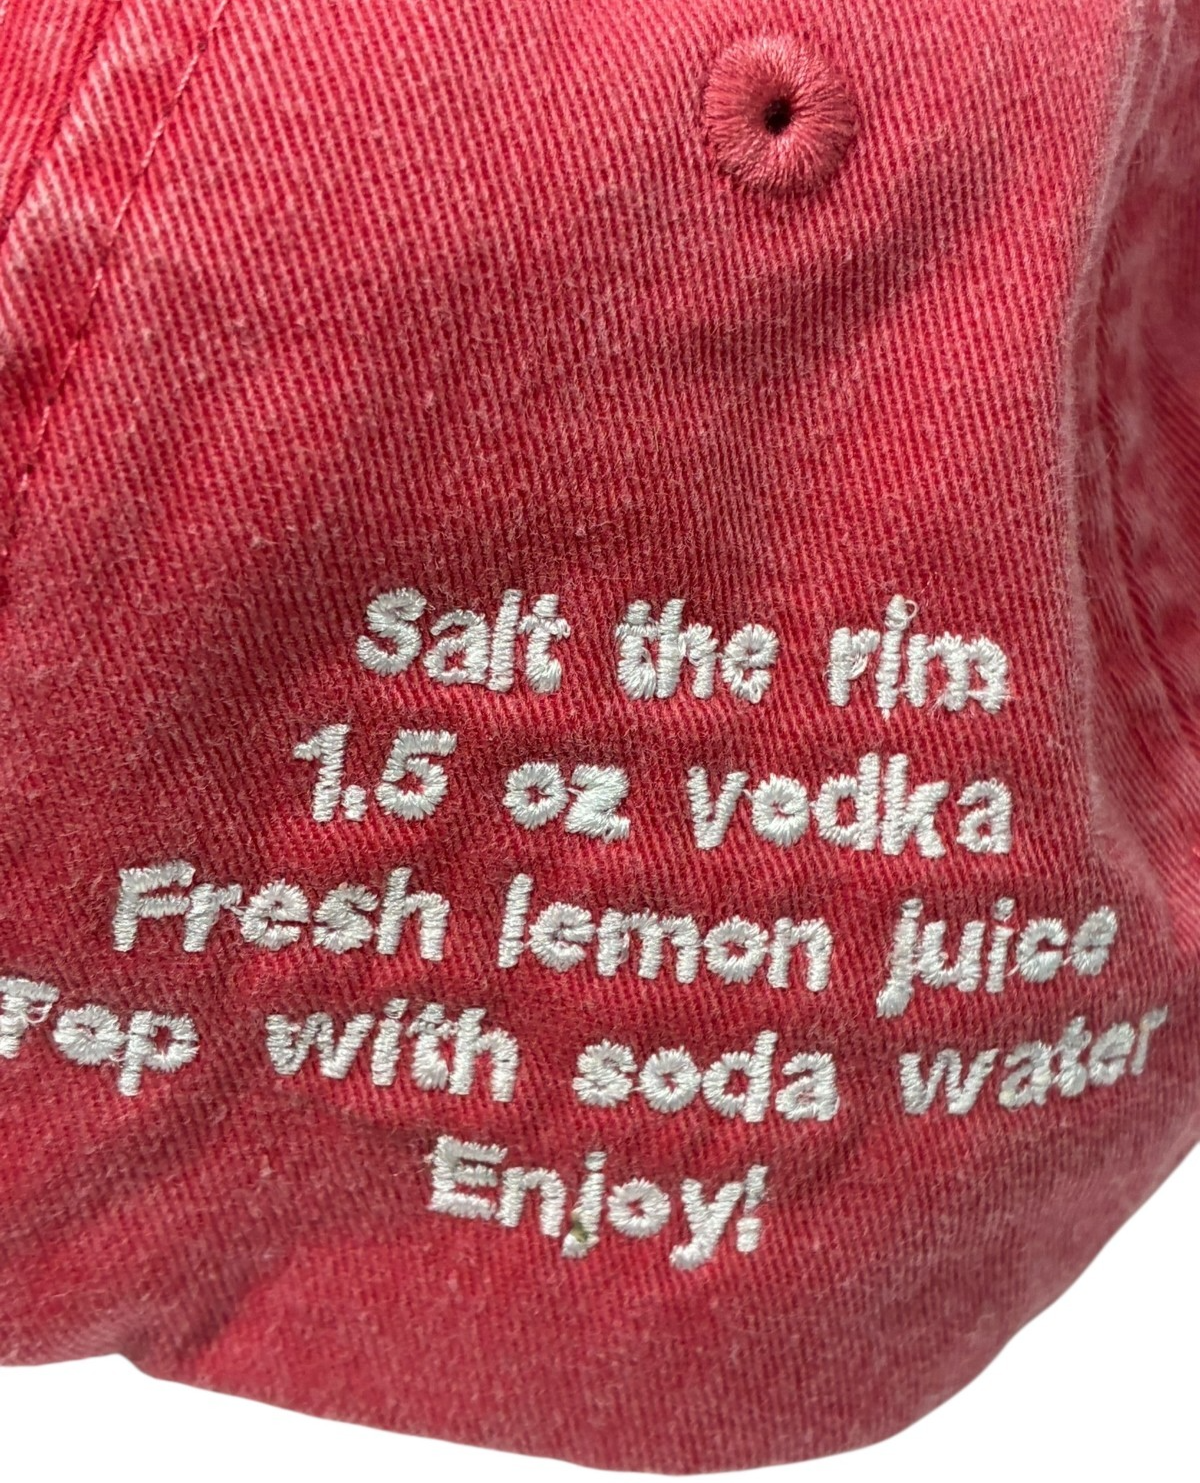 Salt the rim
1.5 oz vodka
Fresh lemon juice
Top with soda water
Enjoy!